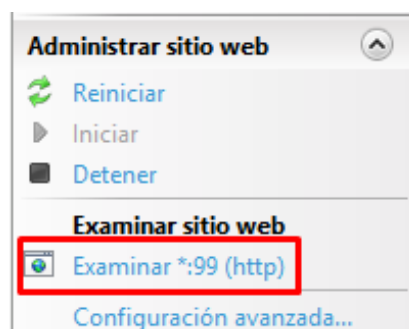 Administrar sitio web
Reiniciar
Iniciar
Detener
Examinar sitio web
Examinar *:99 (http)
Configuración avanzada...